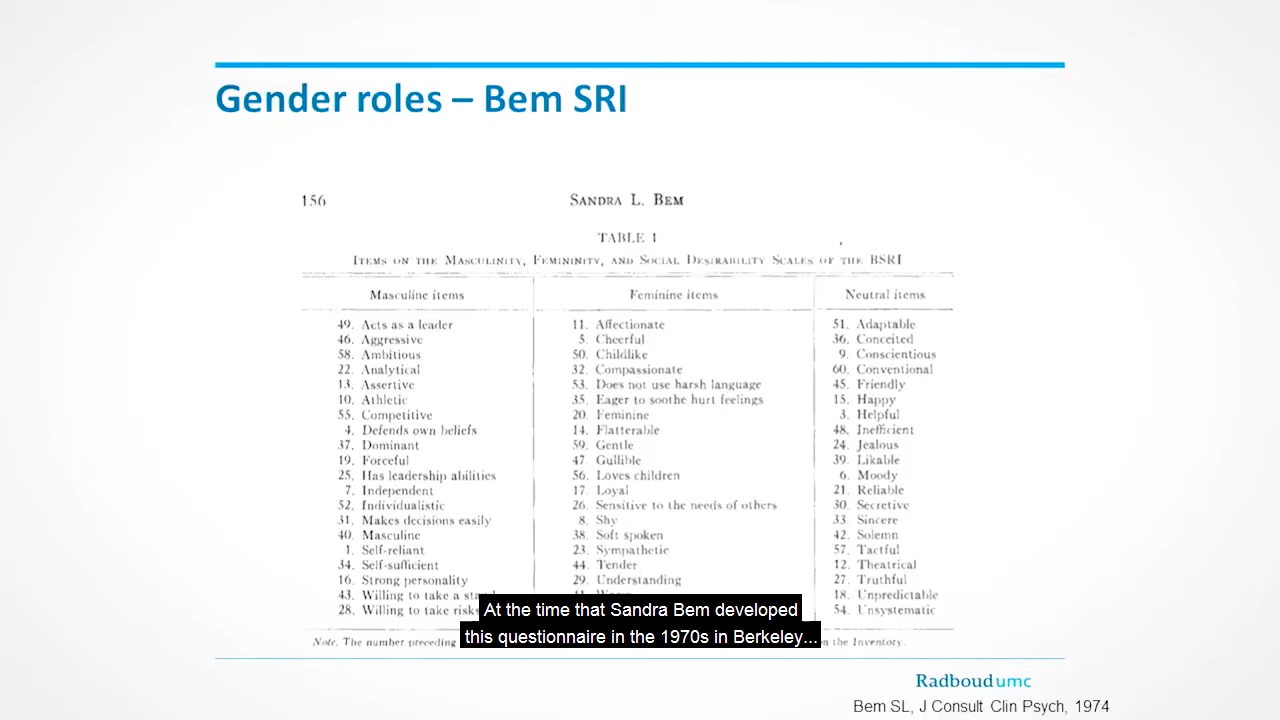 Gender roles – Bem SRI
156 SANDRA L. BEM
TABLE 1
ITEMS ON THE MASCULINITY, FEMININITY, AND SOCIAL DESIRABILITY SCALES OF THE BSRI
Masculine items Feminine items Neutral items
49. Acts as a leader 11. Affectionate 51. Adaptable
46. Aggressive 5. Cheerful 36. Conceited
58. Ambitious 50. Childlike 9. Conscientious
22. Analytical 32. Compassionate 60. Conventional
13. Assertive 53. Does not use harsh language 45. Friendly
10. Athletic 35. Eager to soothe hurt feelings 15. Happy
55. Competitive 20. Feminine 3. Helpful
4. Defends own beliefs 14. Flatterable 48. Inefficient
37. Dominant 59. Gentle 24. Jealous
19. Forceful 47. Gullible 39. Likable
25. Has leadership abilities 56. Loves children 6. Moody
7. Independent 17. Loyal 21. Reliable
52. Individualistic 26. Sensitive to the needs of others 30. Secretive
31. Makes decisions easily 8. Shy 33. Sincere
40. Masculine 38. Soft spoken 42. Solemn
1. Self-reliant 23. Sympathetic 57. Tactful
34. Self-sufficient 44. Tender 12. Theatrical
16. Strong personality 29. Understanding 27. Truthful
43. Willing to take a 18. Unpredictable
28. Willing to take risks 54. Unsystematic
Note. The number preceding on the Inventory.
At the time that Sandra Bem developed
this questionnaire in the 1970s in Berkeley...
Radboudumc
Bem SL, J Consult Clin Psych, 1974